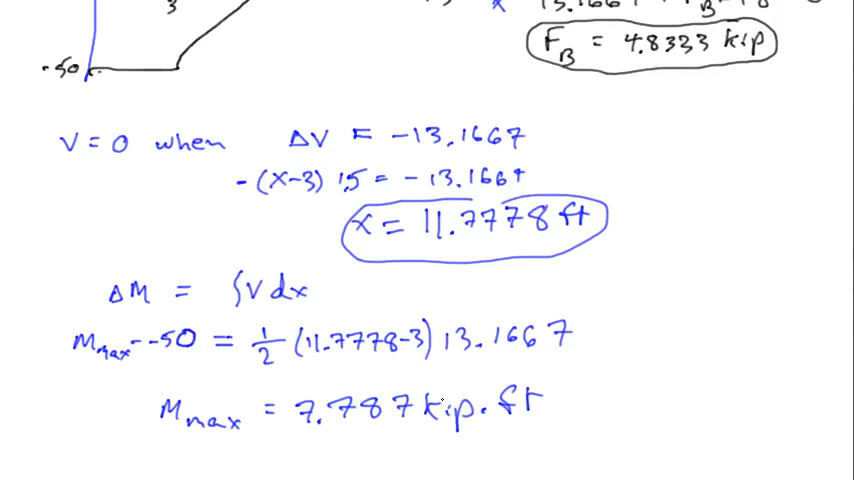 3
F_B = 4.8333 kip
-50
V = 0 when ΔV = -13.1667
-(x-3) 1.5 = -13.1667
x = 11.7778 ft
ΔM = ∫V dx
M_max - -50 = 1/2 (11.7778-3) 13.1667
M_max = 7.787 kip. ft